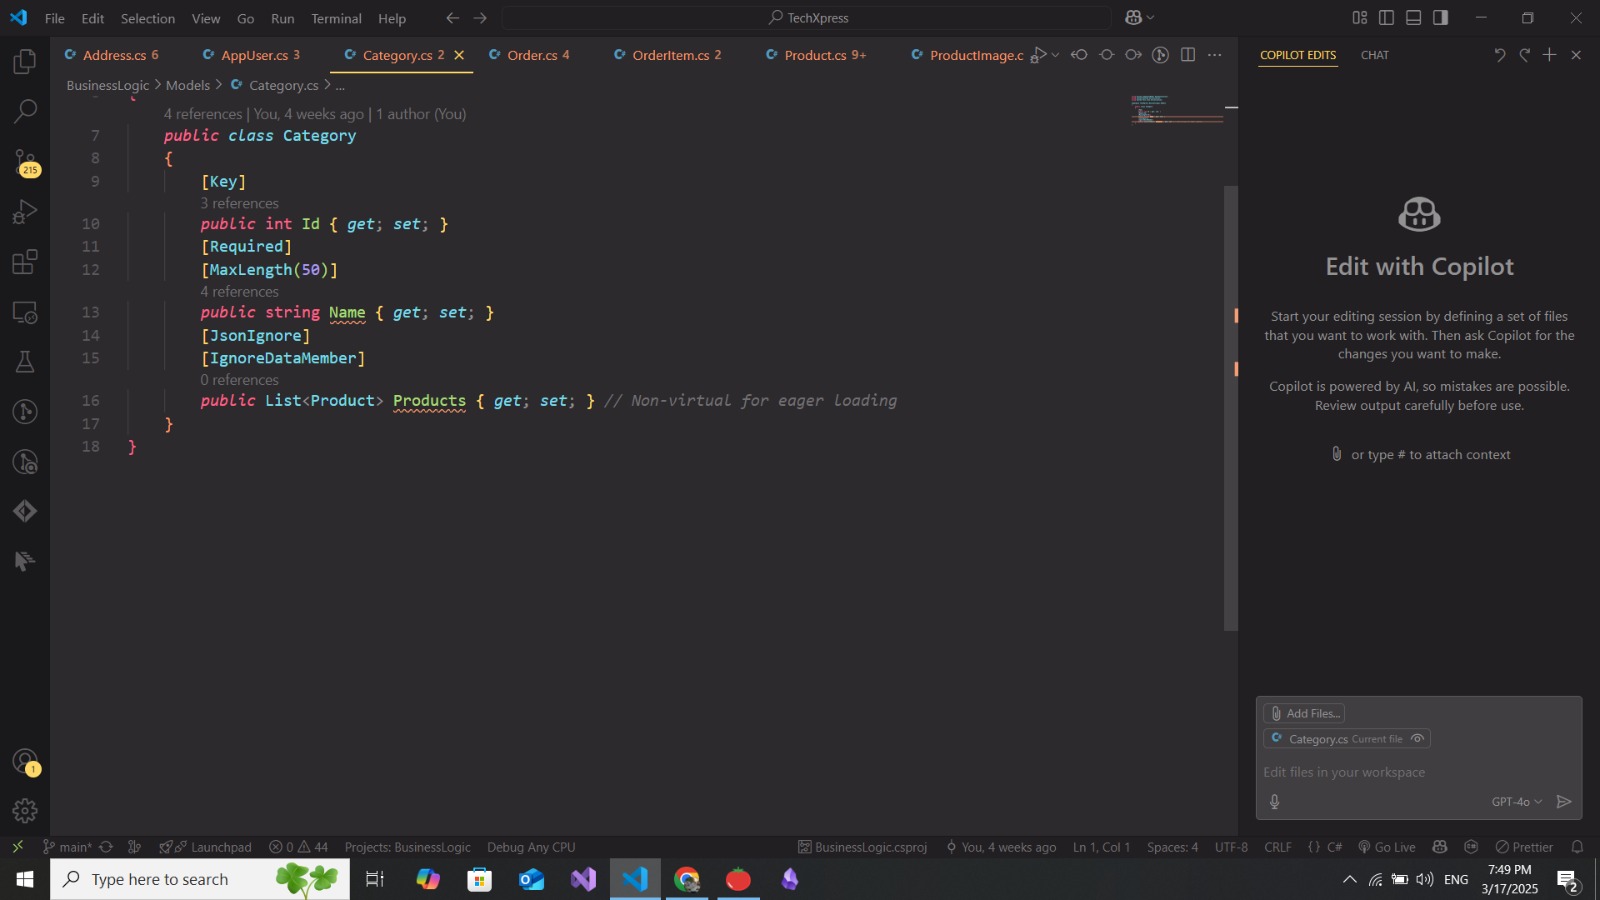 File Edit Selection View Go Run Terminal Help
TechXpress
Address.cs 6
AppUser.cs 3
Category.cs 2
Order.cs 4
OrderItem.cs 2
Product.cs 9+
ProductImage.c
BusinessLogic > Models > Category.cs > ...
4 references | You, 4 weeks ago | 1 author (You)
7 public class Category
8 {
9 [Key]
3 references
10 public int Id { get; set; }
11 [Required]
12 [MaxLength(50)]
4 references
13 public string Name { get; set; }
14 [JsonIgnore]
15 [IgnoreDataMember]
0 references
16 public List<Product> Products { get; set; } // Non-virtual for eager loading
17 }
18 }
215
1
COPILOT EDITS CHAT
Edit with Copilot
Start your editing session by defining a set of files
that you want to work with. Then ask Copilot for the
changes you want to make.
Copilot is powered by AI, so mistakes are possible.
Review output carefully before use.
or type # to attach context
Add Files...
Category.cs Current file
Edit files in your workspace
GPT-4o
main* Launchpad 0 44 Projects: BusinessLogic Debug Any CPU
BusinessLogic.csproj You, 4 weeks ago Ln 1, Col 1 Spaces: 4 UTF-8 CRLF {} C# Go Live Prettier
Type here to search
ENG
7:49 PM
3/17/2025
2